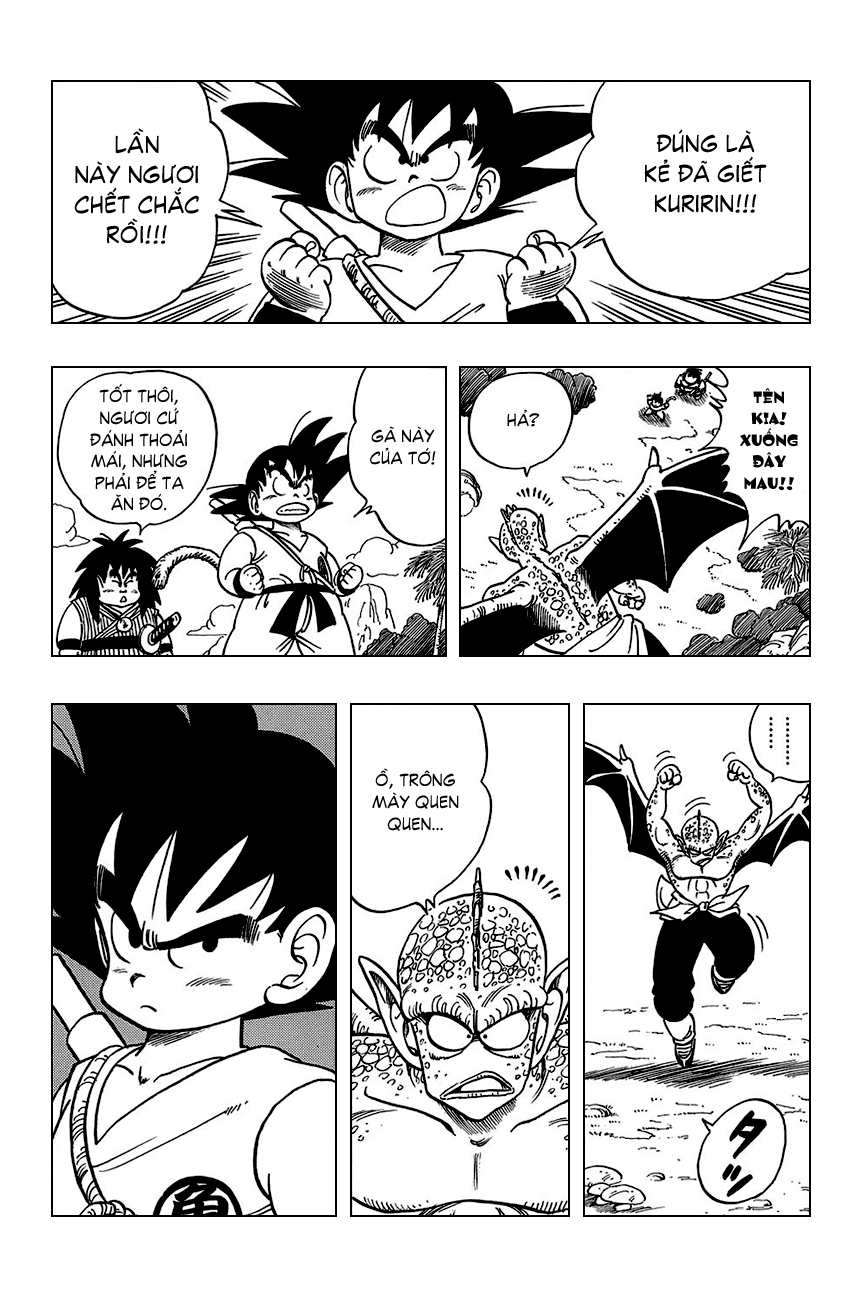 ĐÚNG LÀ
KẺ ĐÃ GIẾT
KURIRIN!!!
LẦN
NÀY NGƯƠI
CHẾT CHẮC
RỒI!!!
TÊN
KIA!
XUỐNG
ĐÂY
MAU!!
HẢ?
GÃ NÀY
CỦA TỚ!
TỐT THÔI,
NGƯƠI CỨ
ĐÁNH THOẢI
MÁI, NHƯNG
PHẢI ĐỂ TA
ĂN ĐÓ.
………
タッ
Ồ, TRÔNG
MÀY QUEN
QUEN...
亀